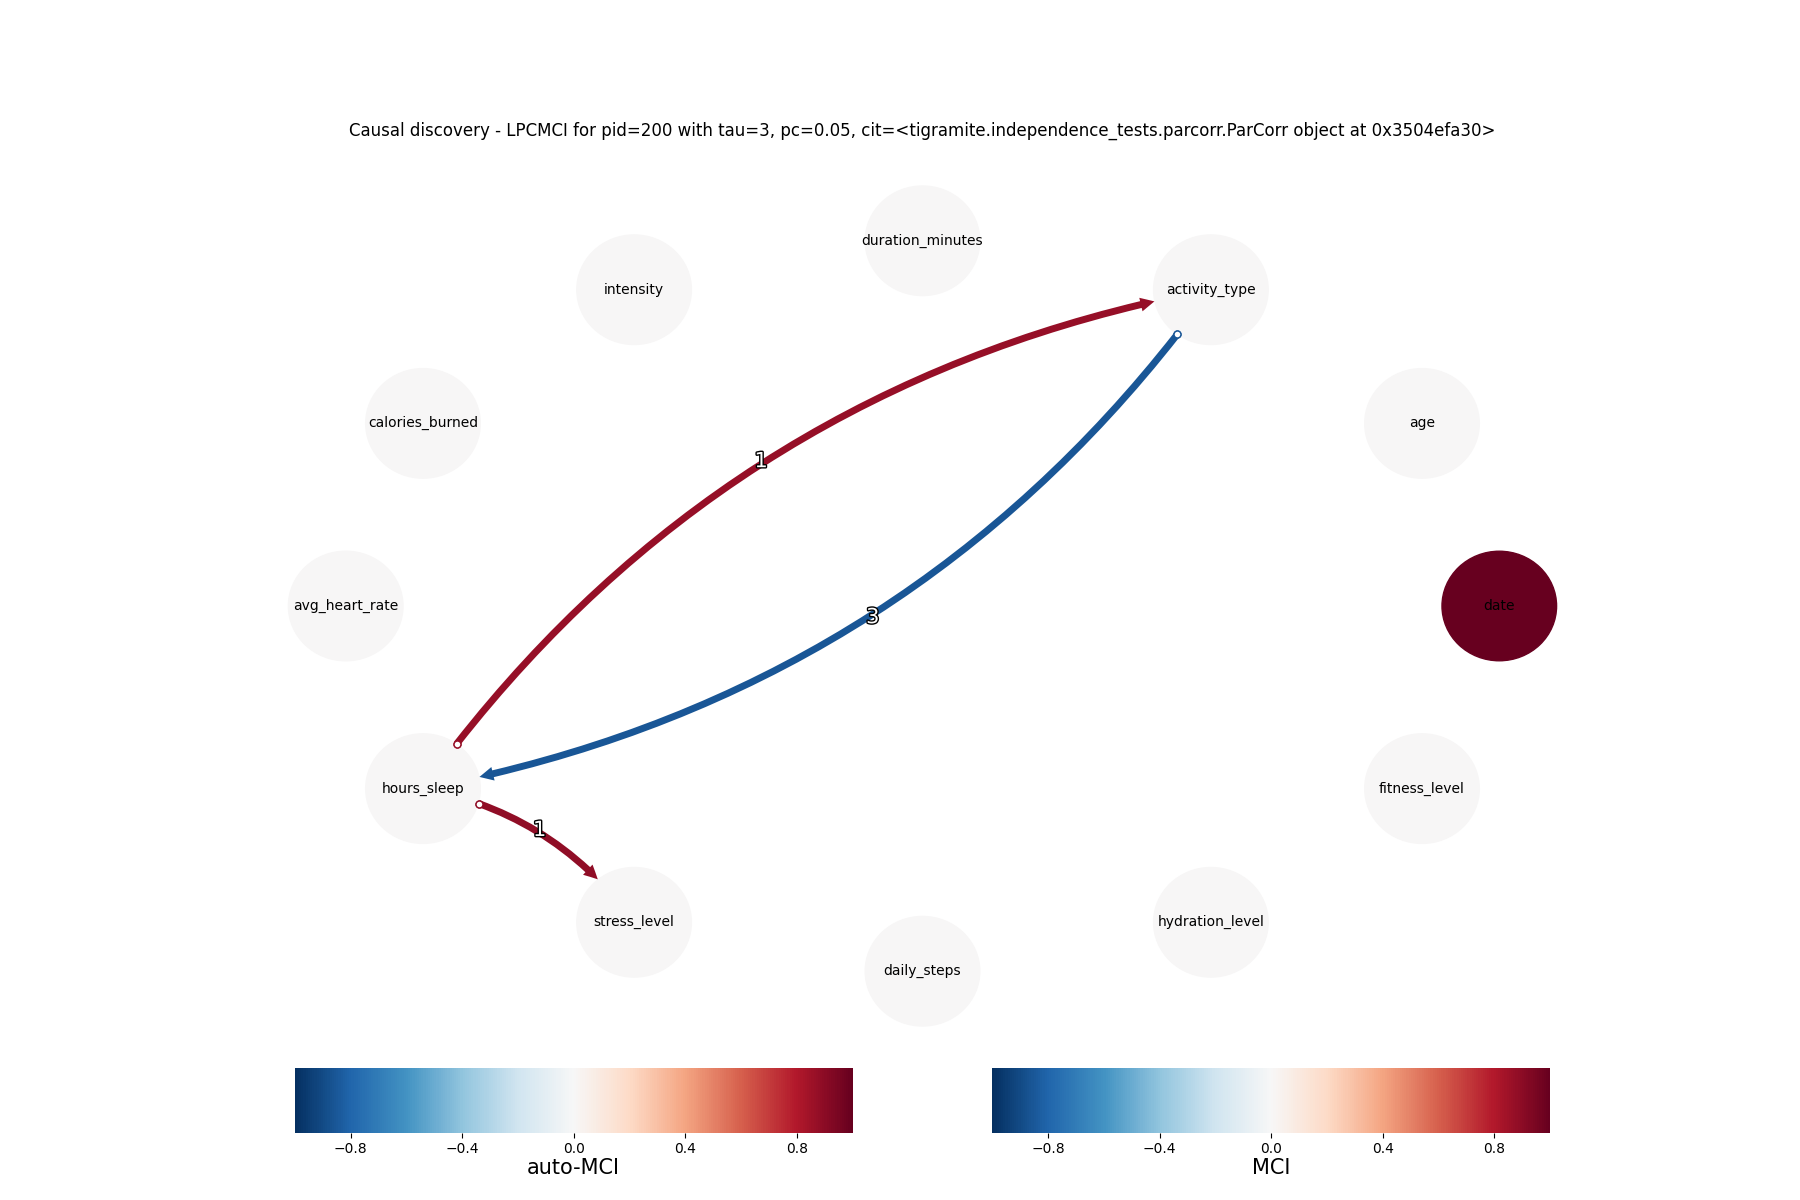 Causal discovery - LPCMCI for pid=200 with tau=3, pc=0.05, cit=<tigramite.independence_tests.parcorr.ParCorr object at 0x3504efa30>
duration_minutes
intensity
activity_type
calories_burned
age
1
avg_heart_rate
date
3
hours_sleep
fitness_level
1
stress_level
hydration_level
daily_steps
−0.8 −0.4 0.0 0.4 0.8
auto-MCI
−0.8 −0.4 0.0 0.4 0.8
MCI